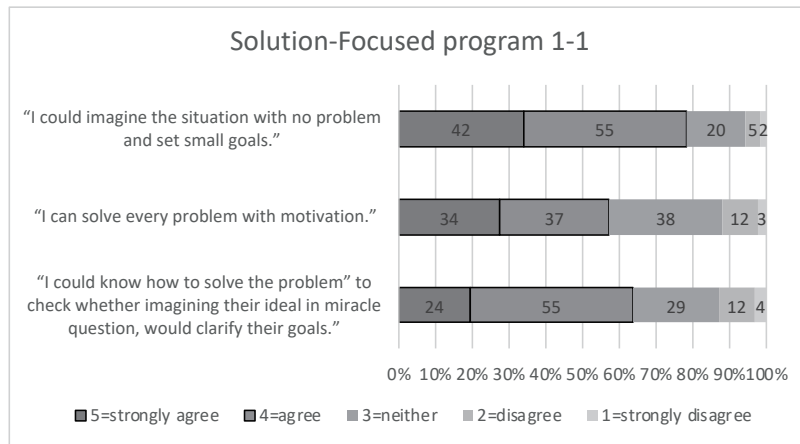 Solution-Focused program 1-1
“I could imagine the situation with no problem
and set small goals.”
42 55 20 5 2
“I can solve every problem with motivation.”
34 37 38 12 3
“I could know how to solve the problem” to
check whether imagining their ideal in miracle
question, would clarify their goals.”
24 55 29 12 4
0% 10% 20% 30% 40% 50% 60% 70% 80% 90% 100%
5=strongly agree 4=agree 3=neither 2=disagree 1=strongly disagree